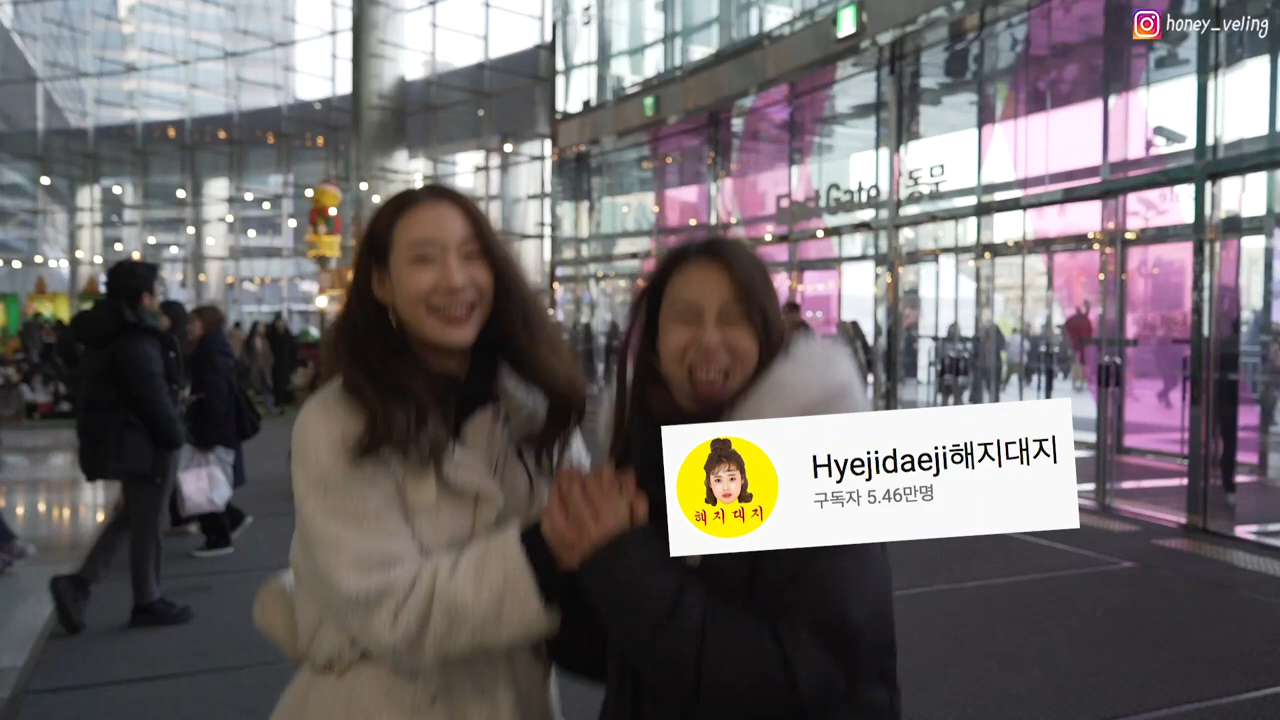 honey_veling
Gate 동문
Hyejidaeji해지대지
구독자 5.46만명
해지대지